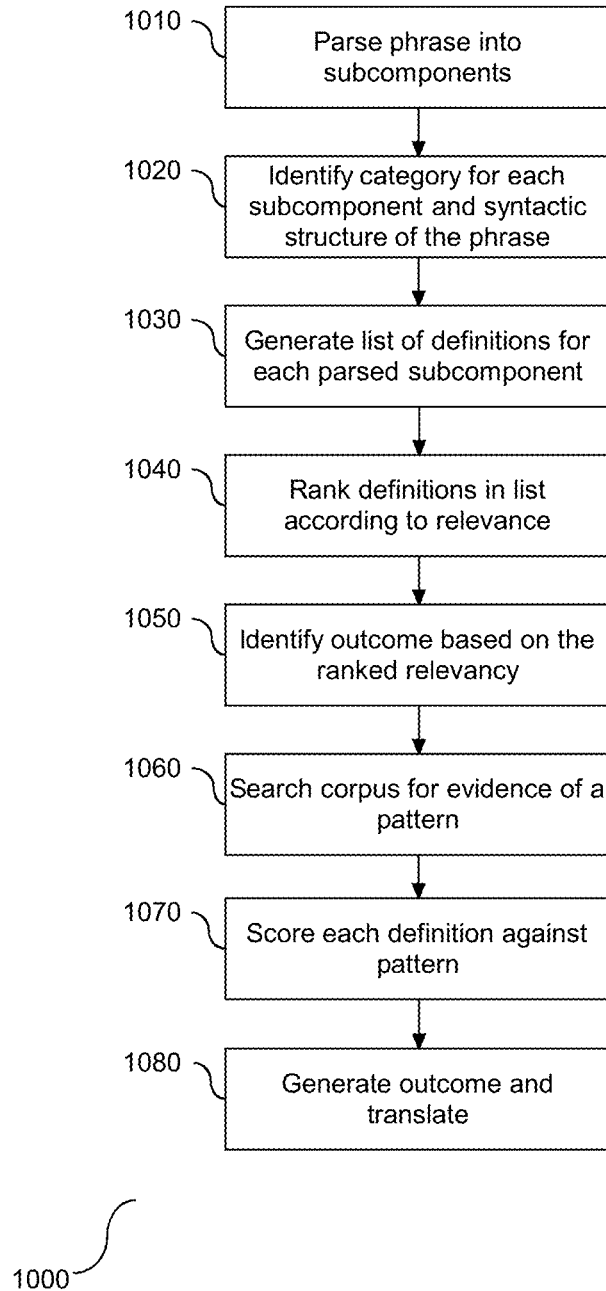 1010
Parse phrase into
subcomponents
1020
Identify category for each
subcomponent and syntactic
structure of the phrase
1030
Generate list of definitions for
each parsed subcomponent
1040
Rank definitions in list
according to relevance
1050
Identify outcome based on the
ranked relevancy
1060
Search corpus for evidence of a
pattern
1070
Score each definition against
pattern
1080
Generate outcome and
translate
1000